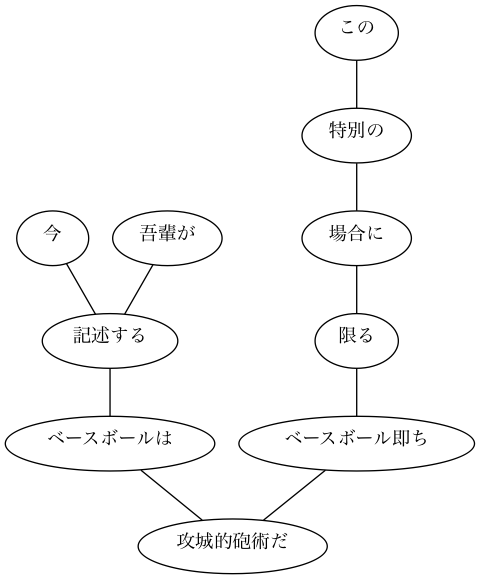 この
特別の
今
吾輩が
場合に
記述する
限る
ベースボールは
ベースボール即ち
攻城的砲術だ